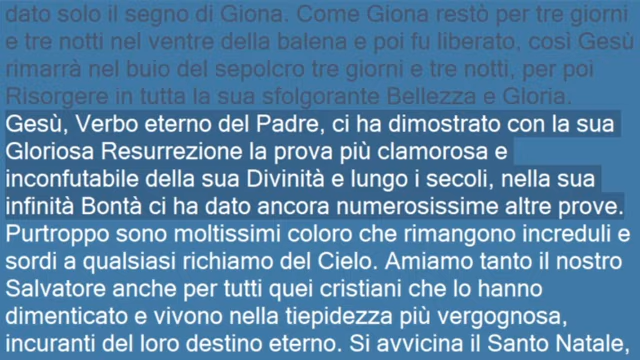 dato solo il segno di Giona. Come Giona restò per tre giorni
e tre notti nel ventre della balena e poi fu liberato, così Gesù
rimarrà nel buio del sepolcro tre giorni e tre notti, per poi
Risorgere in tutta la sua sfolgorante Bellezza e Gloria.
Gesù, Verbo eterno del Padre, ci ha dimostrato con la sua
Gloriosa Resurrezione la prova più clamorosa e
inconfutabile della sua Divinità e lungo i secoli, nella sua
infinità Bontà ci ha dato ancora numerosissime altre prove.
Purtroppo sono moltissimi coloro che rimangono increduli e
sordi a qualsiasi richiamo del Cielo. Amiamo tanto il nostro
Salvatore anche per tutti quei cristiani che lo hanno
dimenticato e vivono nella tiepidezza più vergognosa,
incuranti del loro destino eterno. Si avvicina il Santo Natale,